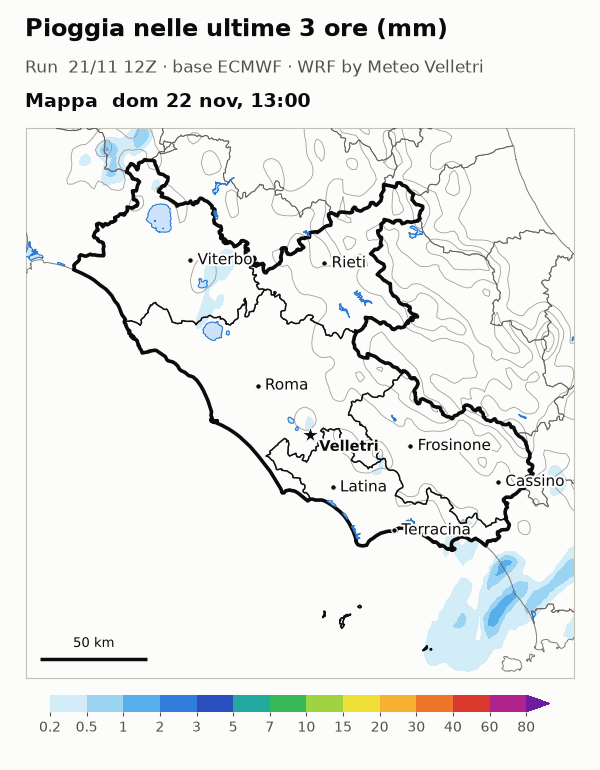 Pioggia nelle ultime 3 ore (mm)
Run  21/11 12Z · base ECMWF · WRF by Meteo Velletri
Mappa  dom 22 nov, 13:00
Viterbo
Rieti
Roma
Velletri
Frosinone
Latina
Cassino
Terracina
50 km
0.2 0.5 1 2 3 5 7 10 15 20 30 40 60 80